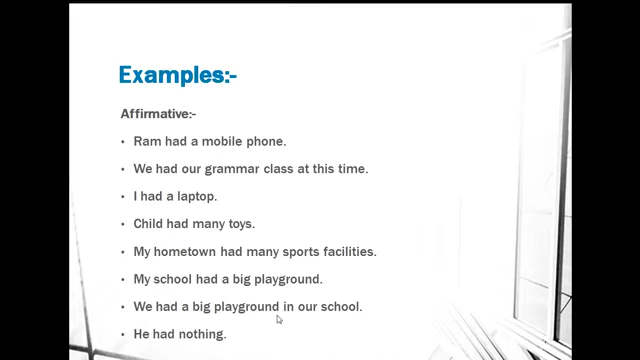 Examples:-
Affirmative:-
• Ram had a mobile phone.
• We had our grammar class at this time.
• I had a laptop.
• Child had many toys.
• My hometown had many sports facilities.
• My school had a big playground.
• We had a big playground in our school.
• He had nothing.